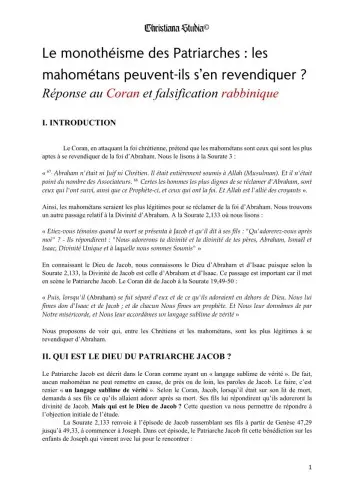 Christiana Studia©
Le monothéisme des Patriarches : les
mahométans peuvent-ils s'en revendiquer ?
Réponse au Coran et falsification rabbinique
I. INTRODUCTION
Le Coran, en attaquant la foi chrétienne, prétend que les mahométans sont ceux qui sont les plus
aptes à se revendiquer de la foi d'Abraham. Nous le lisons à la Sourate 3 :
« 67. Abraham n'était ni Juif ni Chrétien. Il était entièrement soumis à Allah (Musulman). Et il n'était
point du nombre des Associateurs. 68. Certes les hommes les plus dignes de se réclamer d'Abraham, sont
ceux qui l'ont suivi, ainsi que ce Prophète-ci, et ceux qui ont la foi. Et Allah est l'allié des croyants ».
Ainsi, les mahométans seraient les plus légitimes pour se réclamer de la foi d'Abraham. Nous trouvons
un autre passage relatif à la Divinité d'Abraham. A la Sourate 2,133 où nous lisons :
« Etiez-vous témoins quand la mort se présenta à Jacob et qu'il dit à ses fils : "Qu'adorerez-vous après
moi" ? - Ils répondirent : "Nous adorerons ta divinité et la divinité de tes pères, Abraham, Ismaël et
Isaac, Divinité Unique et à laquelle nous sommes Soumis" »
En connaissant le Dieu de Jacob, nous connaissons le Dieu d'Abraham et d'Isaac puisque selon la
Sourate 2,133, la Divinité de Jacob est celle d'Abraham et d'Isaac. Ce passage est important car il met
en scène le Patriarche Jacob. Le Coran dit de Jacob à la Sourate 19,49-50 :
« Puis, lorsqu'il (Abraham) se fut séparé d'eux et de ce qu'ils adoraient en dehors de Dieu, Nous lui
fîmes don d'Isaac et de Jacob ; et de chacun Nous fîmes un prophète. Et Nous leur donnâmes de par
Notre miséricorde, et Nous leur accordâmes un langage sublime de vérité »
Nous proposons de voir qui, entre les Chrétiens et les mahométans, sont les plus légitimes à se
revendiquer d'Abraham.
II. QUI EST LE DIEU DU PATRIARCHE JACOB ?
Le Patriarche Jacob est décrit dans le Coran comme ayant un « langage sublime de vérité ». De fait,
aucun mahométan ne peut remettre en cause, de près ou de loin, les paroles de Jacob. Le faire, c'est
renier « un langage sublime de vérité ». Selon le Coran, Jacob, lorsqu'il était sur son lit de mort,
demanda à ses fils ce qu'ils allaient adorer après sa mort. Ses fils lui répondirent qu'ils adoreront la
divinité de Jacob. Mais qui est le Dieu de Jacob ? Cette question va nous permettre de répondre à
l'objection initiale de l'étude.
La Sourate 2,133 renvoie à l'épisode de Jacob rassemblant ses fils à partir de Genèse 47,29
jusqu'à 49,33, à commencer à Joseph. Dans cet épisode, le Patriarche Jacob fit cette bénédiction sur les
enfants de Joseph qui vinrent avec lui pour le rencontrer :
1